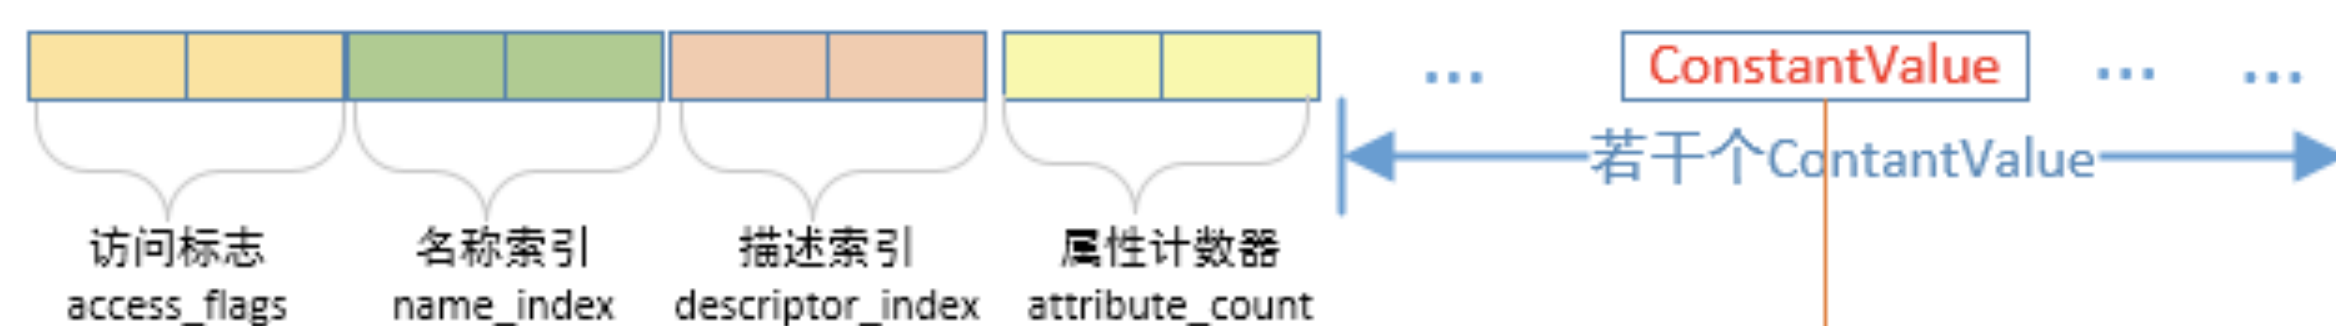 ... ConstantValue ... ...
若干个ContantValue
访问标志 名称索引 描述索引 属性计数器
access_flags name_index descriptor_index attribute_count